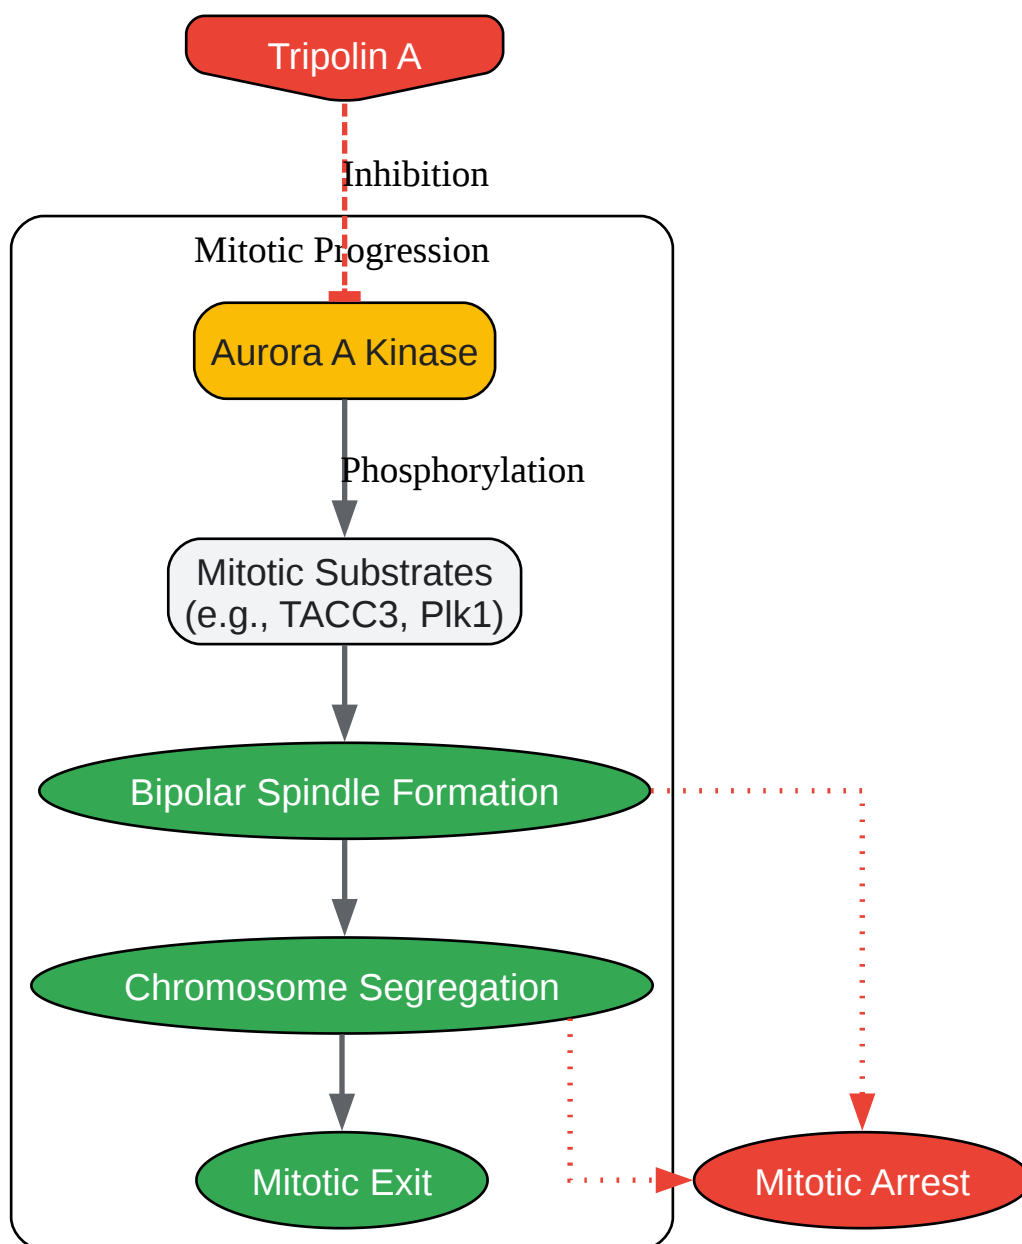 Tripolin A
Inhibition
Mitotic Progression
Aurora A Kinase
Phosphorylation
Mitotic Substrates
(e.g., TACC3, Plk1)
Bipolar Spindle Formation
Chromosome Segregation
Mitotic Exit
Mitotic Arrest